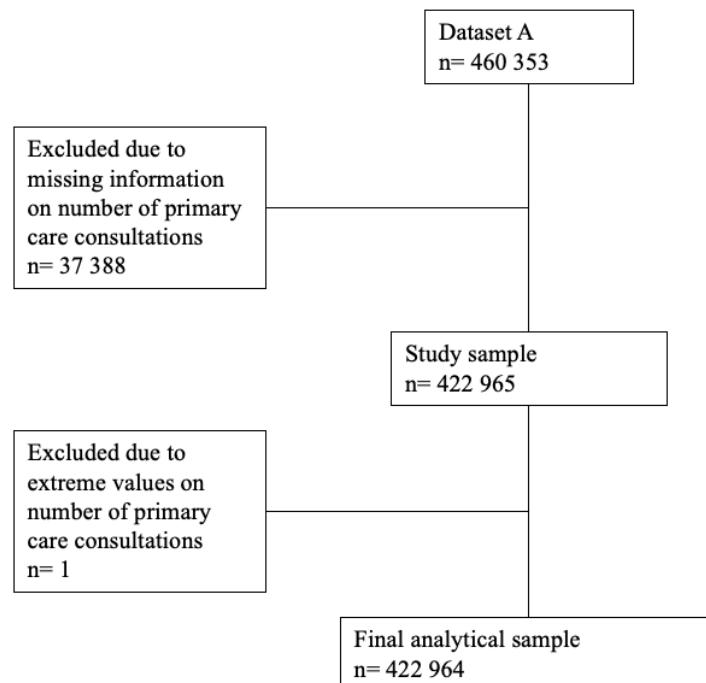 Dataset A
n= 460 353
Excluded due to
missing information
on number of primary
care consultations
n= 37 388
Study sample
n= 422 965
Excluded due to
extreme values on
number of primary
care consultations
n= 1
Final analytical sample
n= 422 964